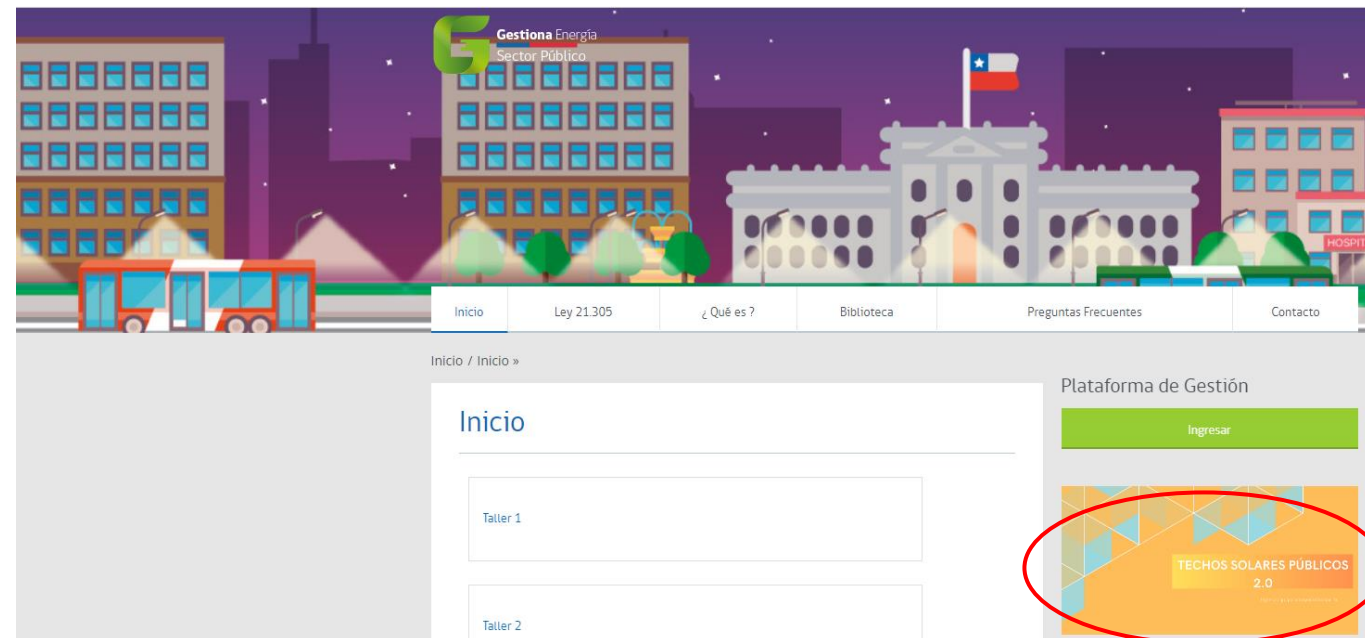 Gestiona Energía
Sector Público
HOSPIT
Inicio
Ley 21.305
¿ Qué es ?
Biblioteca
Preguntas Frecuentes
Contacto
Inicio / Inicio »
Plataforma de Gestión
Ingresar
Inicio
Taller 1
TECHOS SOLARES PÚBLICOS
2.0
Taller 2